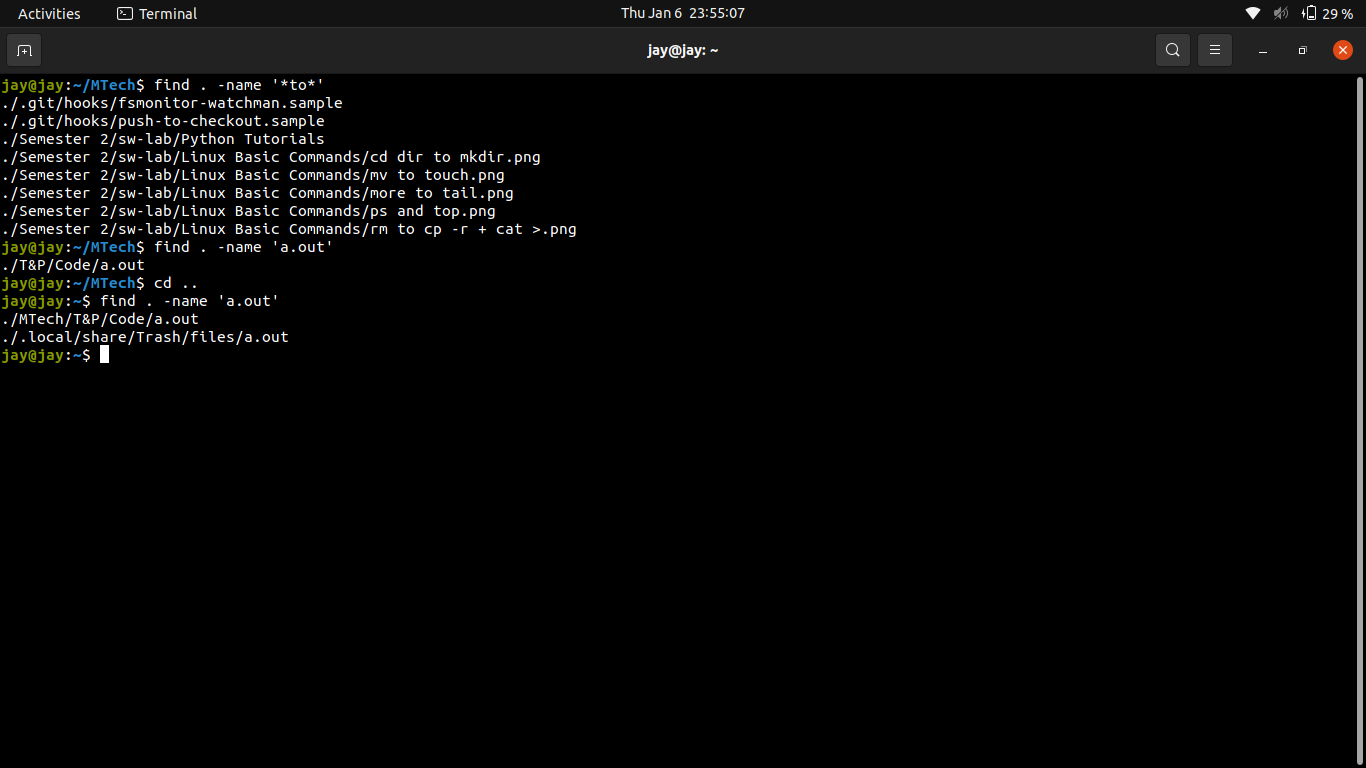 Activities Terminal Thu Jan 6 23:55:07 29 %
jay@jay: ~
jay@jay:~/MTech$ find . -name '*to*'
./.git/hooks/fsmonitor-watchman.sample
./.git/hooks/push-to-checkout.sample
./Semester 2/sw-lab/Python Tutorials
./Semester 2/sw-lab/Linux Basic Commands/cd dir to mkdir.png
./Semester 2/sw-lab/Linux Basic Commands/mv to touch.png
./Semester 2/sw-lab/Linux Basic Commands/more to tail.png
./Semester 2/sw-lab/Linux Basic Commands/ps and top.png
./Semester 2/sw-lab/Linux Basic Commands/rm to cp -r + cat >.png
jay@jay:~/MTech$ find . -name 'a.out'
./T&P/Code/a.out
jay@jay:~/MTech$ cd ..
jay@jay:~$ find . -name 'a.out'
./MTech/T&P/Code/a.out
./.local/share/Trash/files/a.out
jay@jay:~$